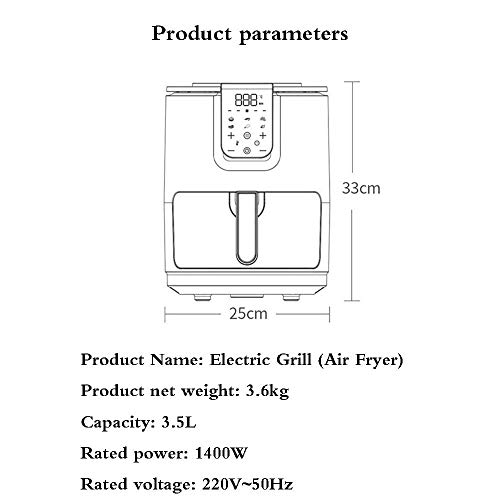 Product parameters
888
33cm
25cm
Product Name: Electric Grill (Air Fryer)
Product net weight: 3.6kg
Capacity: 3.5L
Rated power: 1400W
Rated voltage: 220V~50Hz